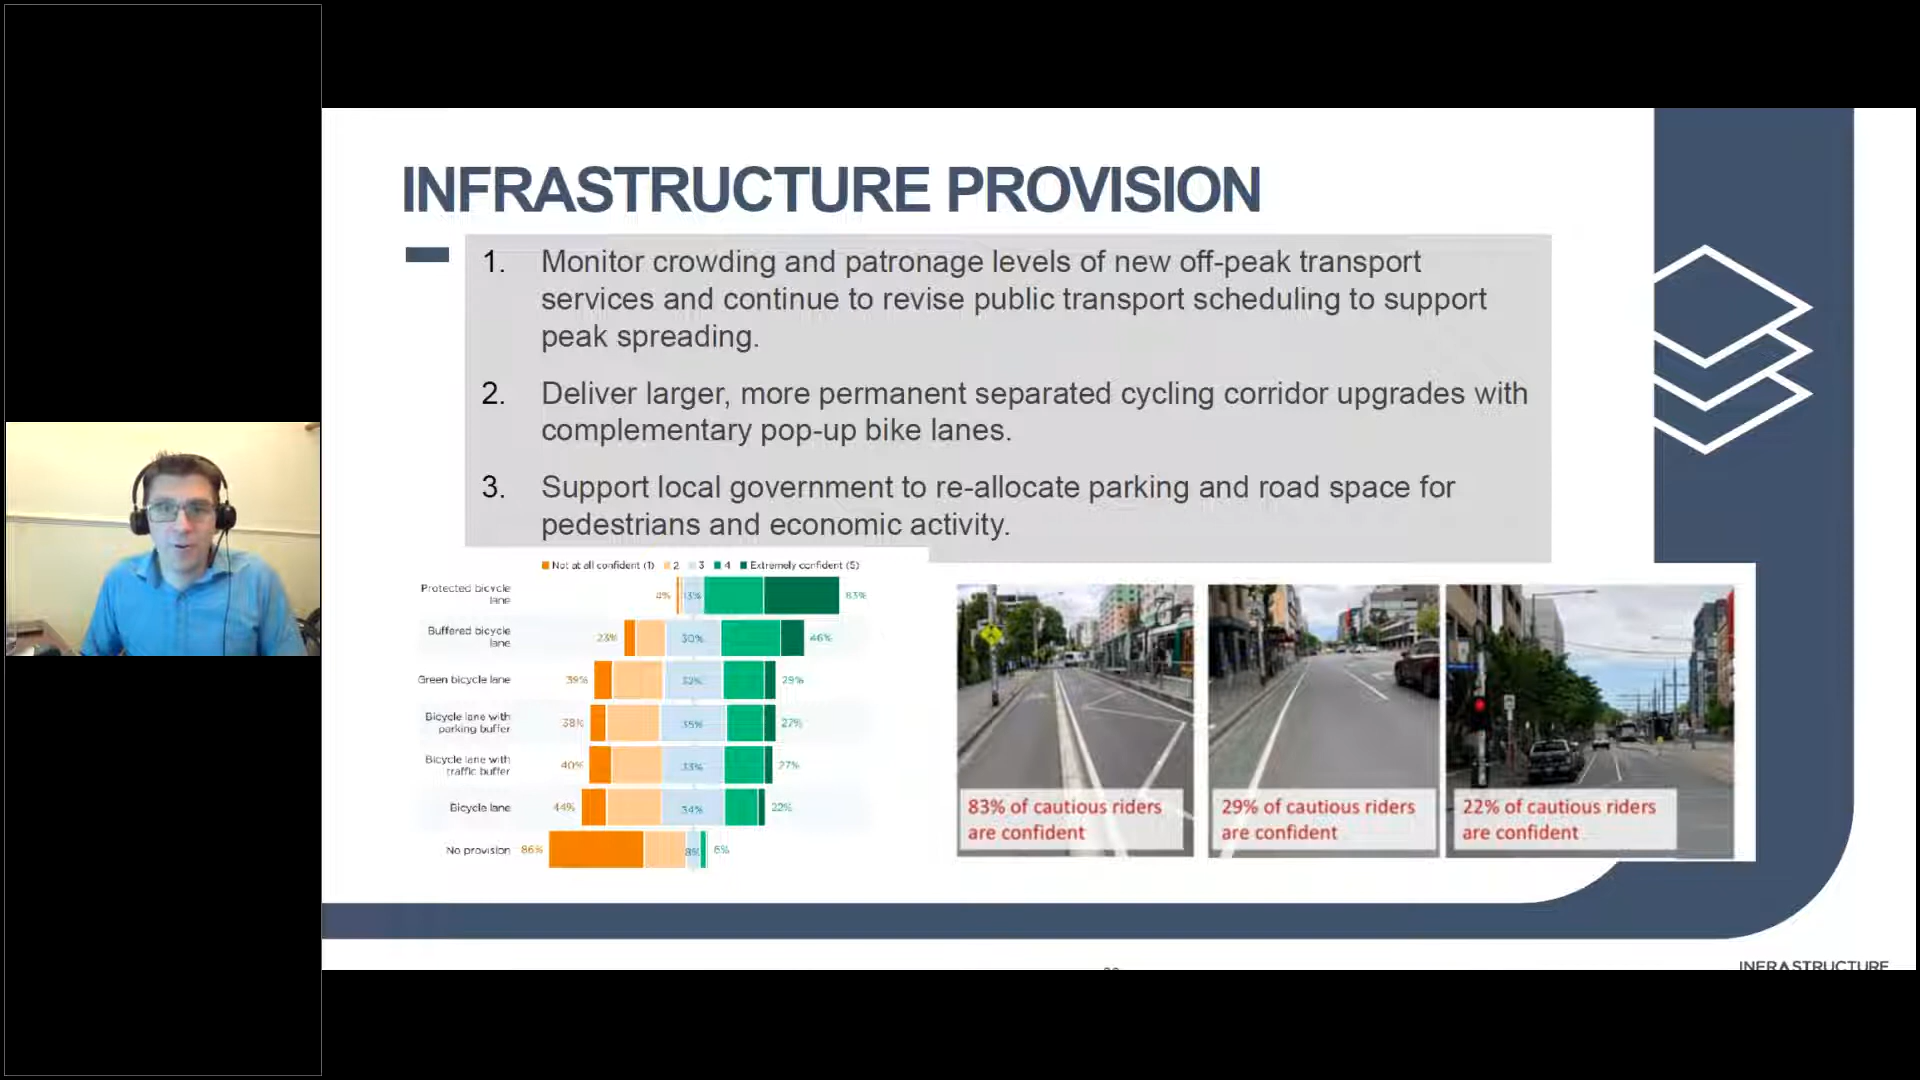 INFRASTRUCTURE PROVISION
1. Monitor crowding and patronage levels of new off-peak transport
services and continue to revise public transport scheduling to support
peak spreading.
2. Deliver larger, more permanent separated cycling corridor upgrades with
complementary pop-up bike lanes.
3. Support local government to re-allocate parking and road space for
pedestrians and economic activity.
Not at all confident (1) 2 3 4 Extremely confident (5)
Protected bicycle
lane
4% 13% 83%
Buffered bicycle
lane
23% 30% 46%
Green bicycle lane 39% 32% 29%
Bicycle lane with
parking buffer
38% 35% 27%
Bicycle lane with
traffic buffer
40% 33% 27%
Bicycle lane 44% 34% 22%
No provision 86% 8% 6%
83% of cautious riders
are confident
29% of cautious riders
are confident
22% of cautious riders
are confident
INFRASTRUCTURE